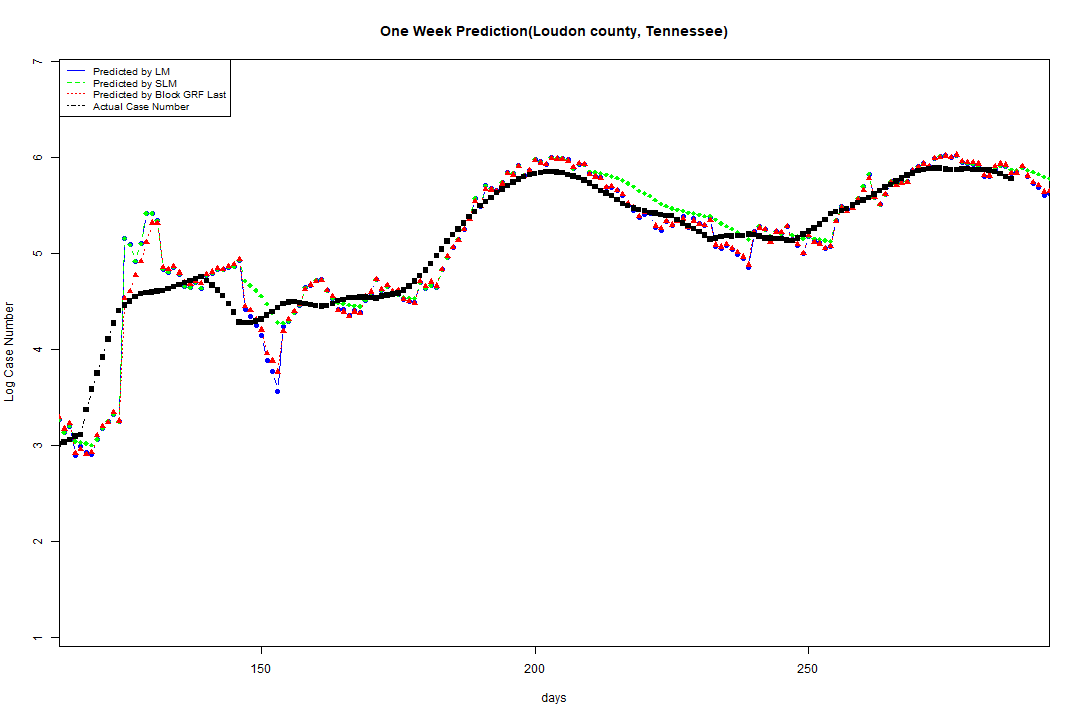 One Week Prediction(Loudon county, Tennessee)
7
6
5
4
3
2
1
Log Case Number
Predicted by LM
Predicted by SLM
Predicted by Block GRF Last
Actual Case Number
150 200 250
days